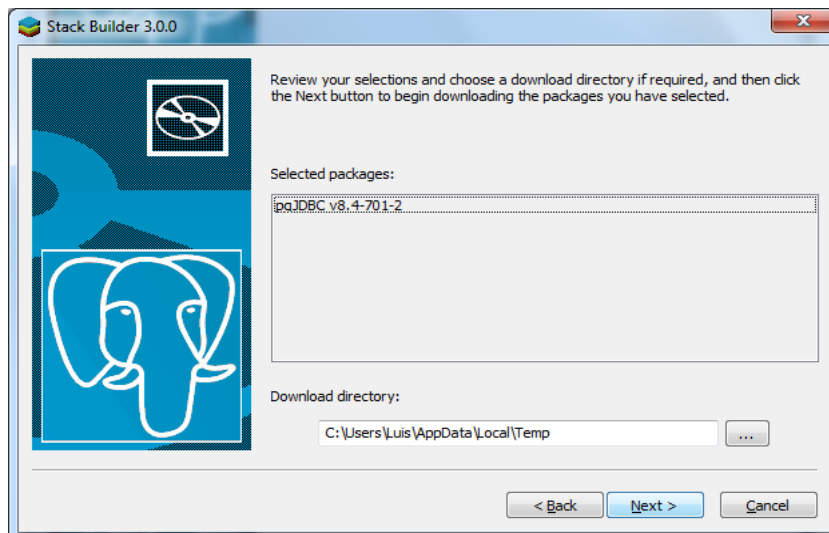 Stack Builder 3.0.0
Review your selections and choose a download directory if required, and then click
the Next button to begin downloading the packages you have selected.
Selected packages:
pgJDBC v8.4-701-2
Download directory:
C:\Users\Luis\AppData\Local\Temp
...
< Back
Next >
Cancel